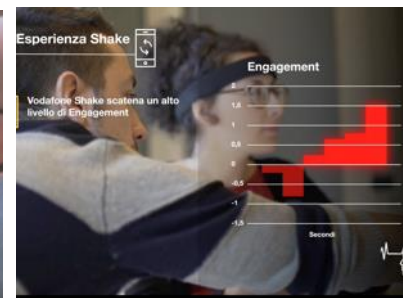 Esperienza Shake
Engagement
Vodafone Shake scatena un alto
livello di Engagement
2
1,5
1
0,5
0
-0,5
-1
-1,5
Secondi